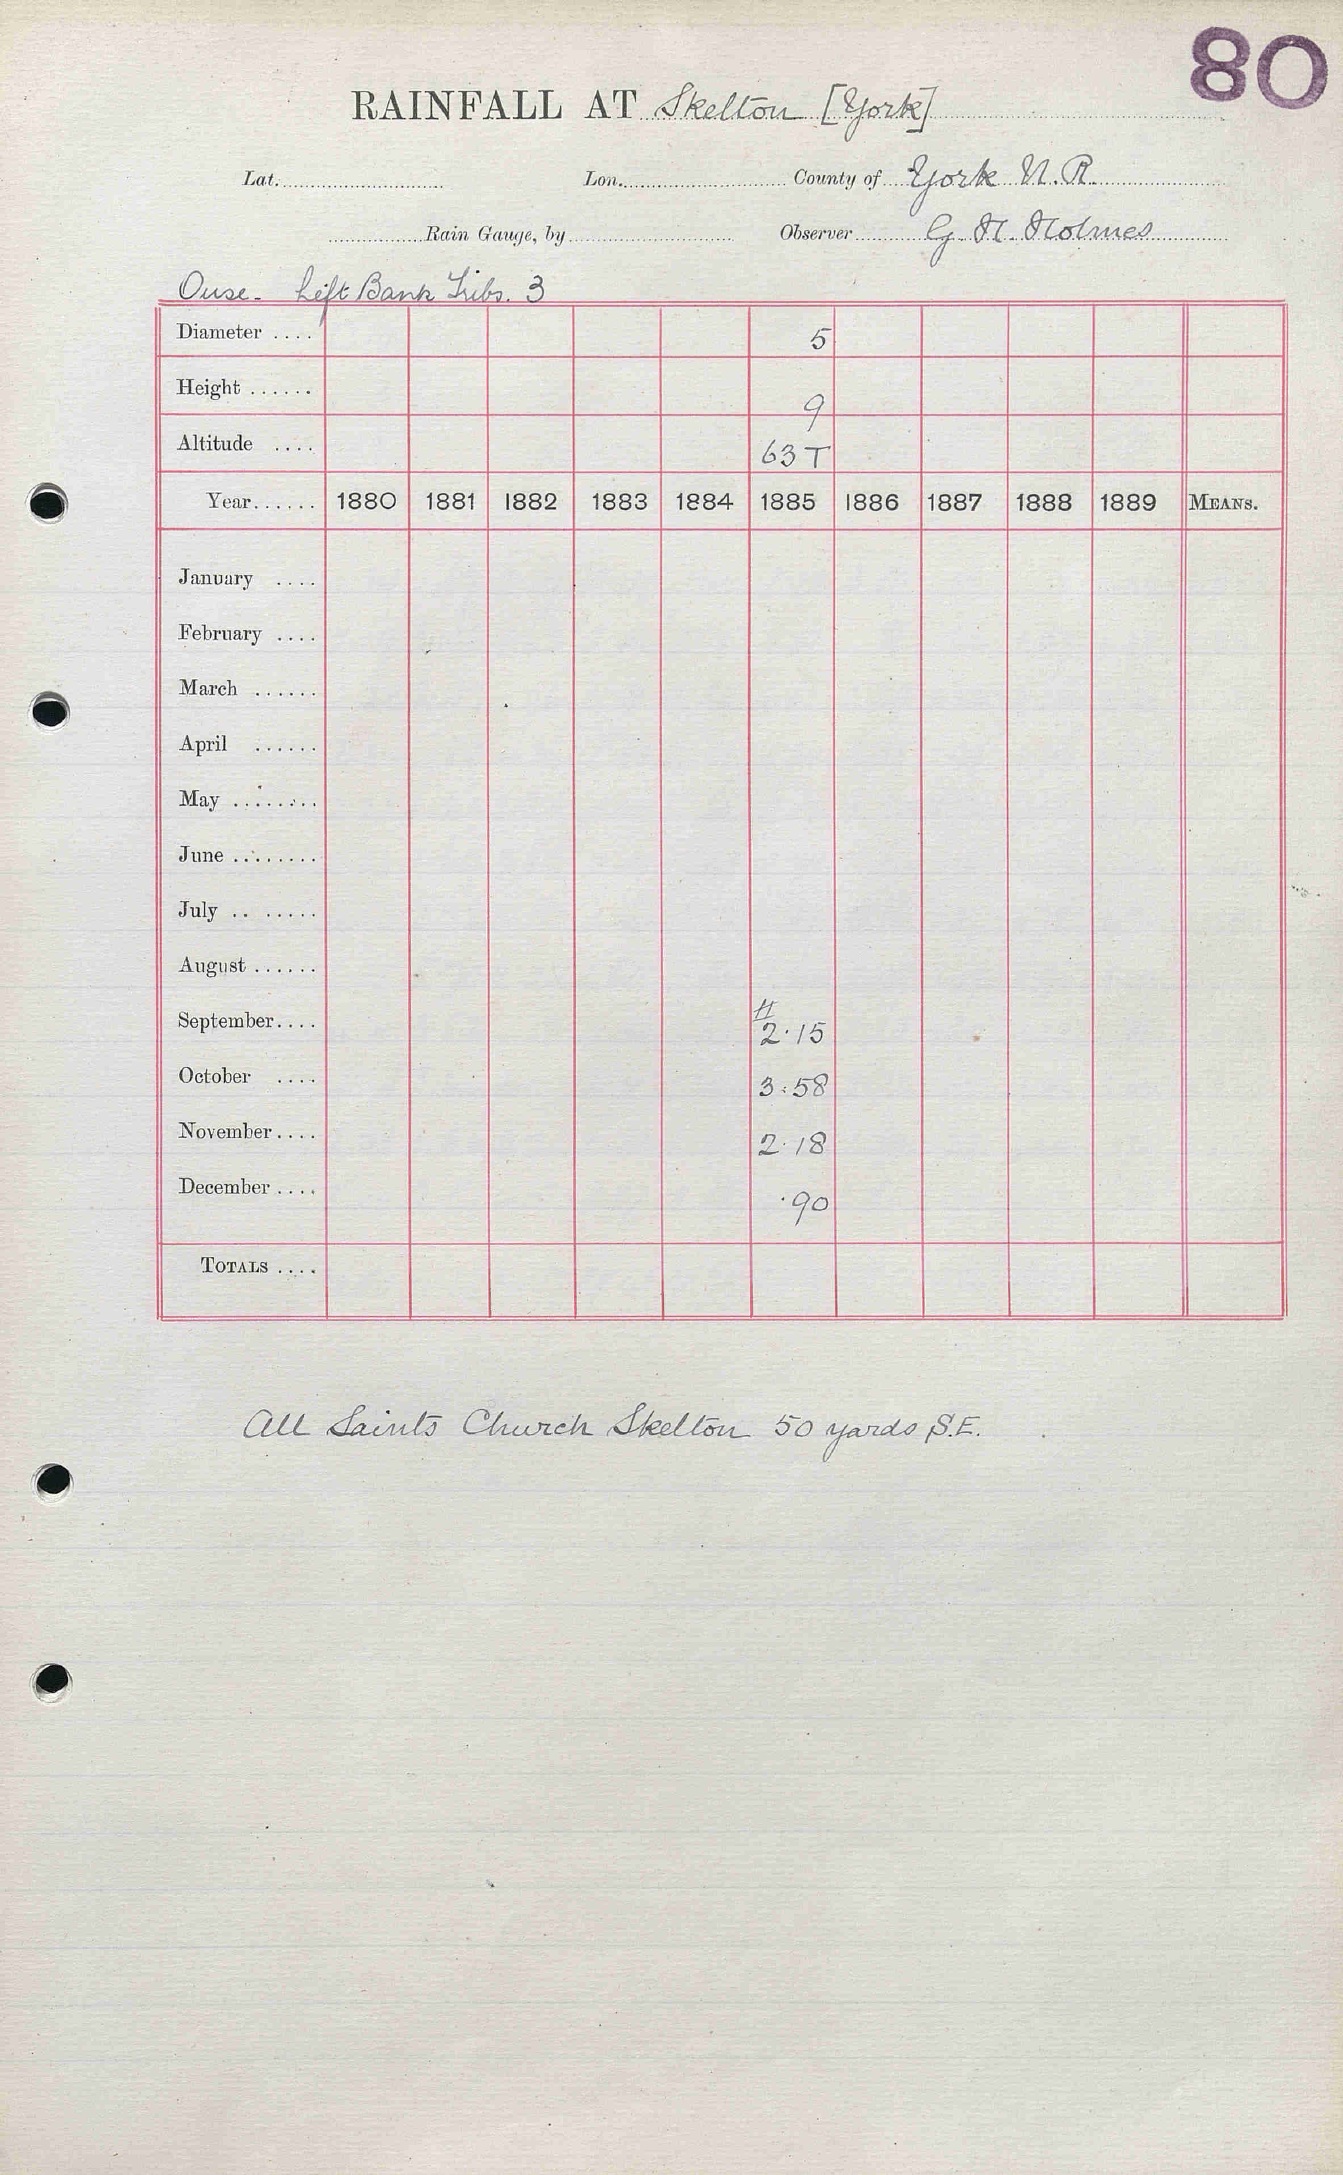 80
RAINFALL AT Skelton [York]
Lat. Lon. County of York N.R.
Rain Gauge, by Observer G. H. Holmes
Ouse - Left Bank Tribs. 3
Diameter .... 5
Height ...... 9
Altitude .... 63 T
Year...... 1880 1881 1882 1883 1884 1885 1886 1887 1888 1889 MEANS.
January ....
February ....
March ......
April ......
May ........
June ........
July .. .....
August ......
September.... # 2.15
October .... 3.58
November.... 2.18
December .... .90
TOTALS ....
All Saints Church Skelton 50 yards S.E.